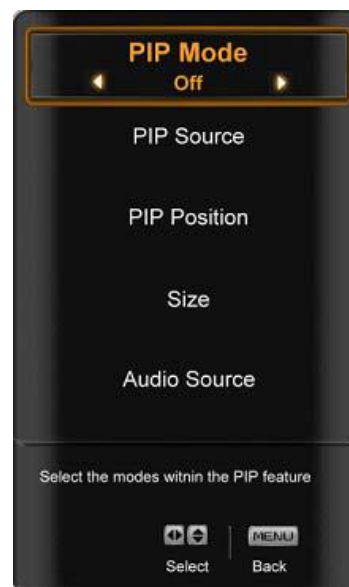 PIP Mode
Off
PIP Source
PIP Position
Size
Audio Source
Select the modes witnin the PIP feature
MENU
Select Back